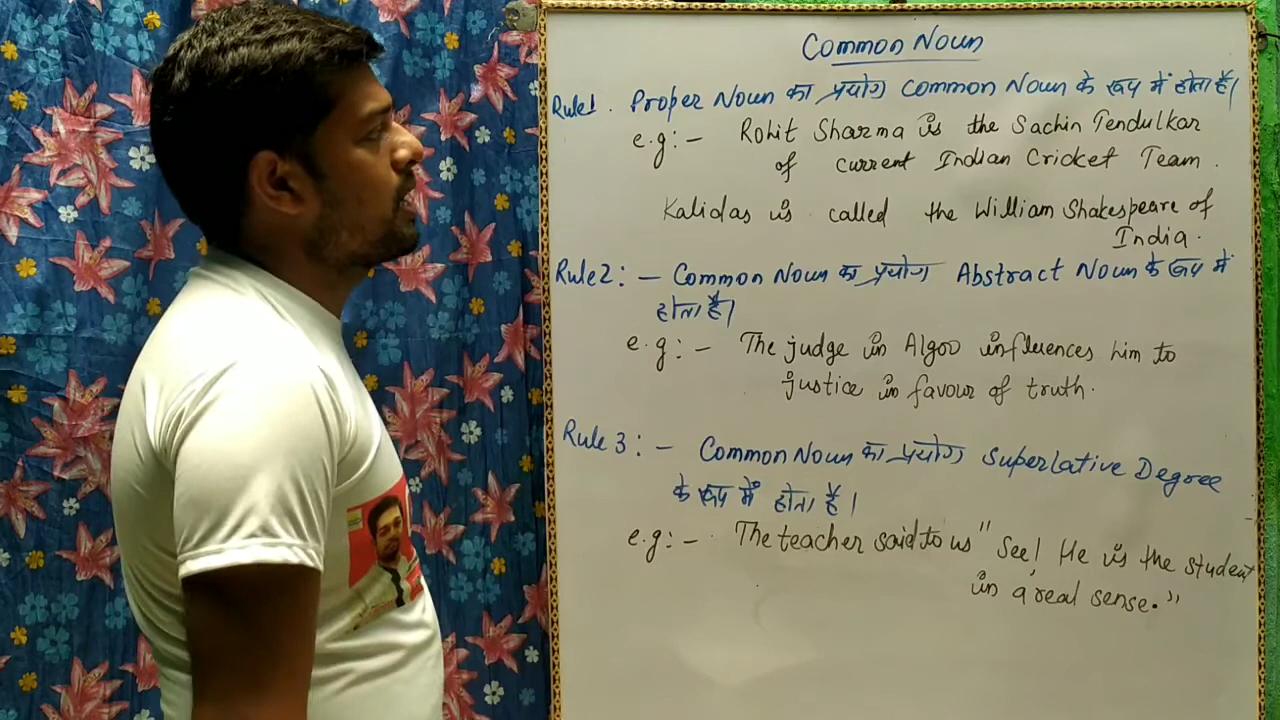 Common Noun
Rule1. Proper Noun का प्रयोग Common Noun के रूप में होता है।
e.g:- Rohit Sharma is the Sachin Tendulkar
of current Indian Cricket Team.
Kalidas is called the William Shakespeare of
India.
Rule2:- Common Noun का प्रयोग Abstract Noun के रूप में
होता है।
e.g:- The judge in Algoo influences him to
justice in favour of truth.
Rule3:- Common Noun का प्रयोग Superlative Degree
के रूप में होता है।
e.g:- The teacher said to us "See! He is the student
in a real sense."